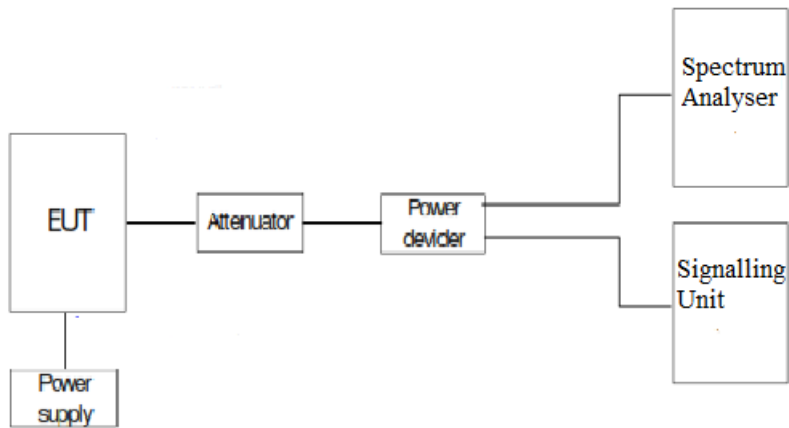 Spectrum
Analyser
EUT
Attenuator
Power
devider
Signalling
Unit
Power
supply